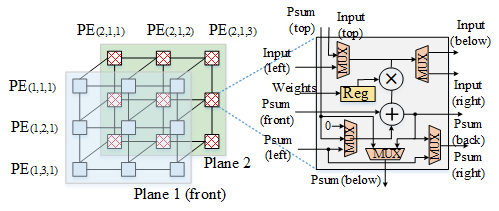 PE(2,1,1) PE(2,1,2) PE(2,1,3)
PE(1,1,1)
PE(1,2,1)
PE(1,3,1)
Plane 2
Plane 1 (front)
Psum
(top)
Input
(top)
Input
(below)
Input
(left)
Weights
Psum
(front)
Psum
(left)
MUX
MUX
Reg
×
+
0
MUX
MUX
MUX
Input
(right)
Psum
(back)
Psum
(right)
Psum(below)